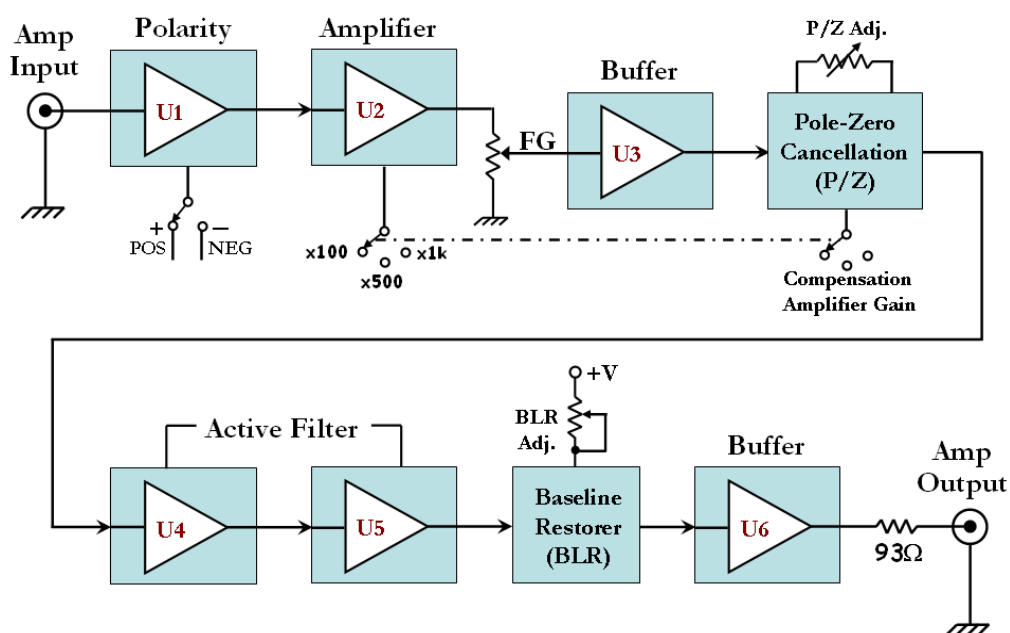 Amp
Input
Polarity
U1
+
−
POS
NEG
Amplifier
U2
x100
x500
x1k
FG
Buffer
U3
P/Z Adj.
Pole-Zero
Cancellation
(P/Z)
Compensation
Amplifier Gain
Active Filter
U4
U5
+V
BLR
Adj.
Baseline
Restorer
(BLR)
Buffer
U6
93Ω
Amp
Output